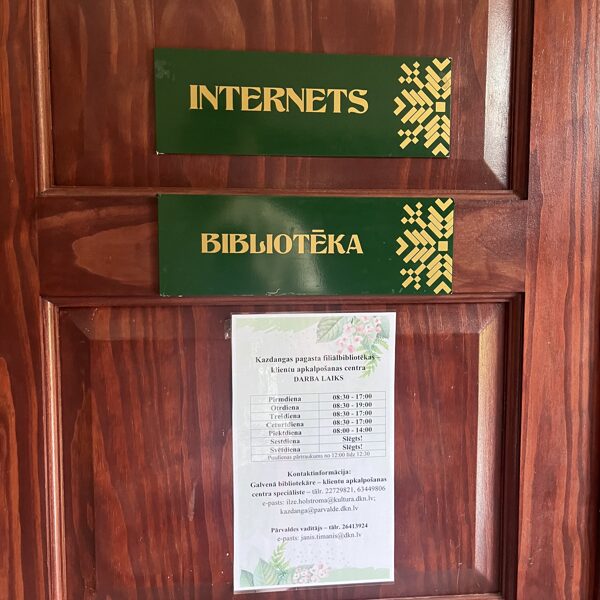 INTERNETS
BIBLIOTĒKA
Kazdangas pagasta filiālbibliotēkas -
klientu apkalpošanas centra
DARBA LAIKS
Pirmdiena 08:30 - 17:00
Otrdiena 08:30 - 19:00
Trešdiena 08:30 - 17:00
Ceturtdiena 08:30 - 17:00
Piektdiena 08:00 - 14:00
Sestdiena Slēgts!
Svētdiena Slēgts!
Pusdienas pārtraukums no 12:00 līdz 12:30
Kontaktinformācija:
Galvenā bibliotekāre – klientu apkalpošanas
centra speciāliste – tālr. 22729821, 63449806
e-pasts: ilze.holstroma@kultura.dkn.lv;
kazdanga@parvalde.dkn.lv
Pārvaldes vadītājs – tālr. 26413924
e-pasts: janis.timanis@dkn.lv